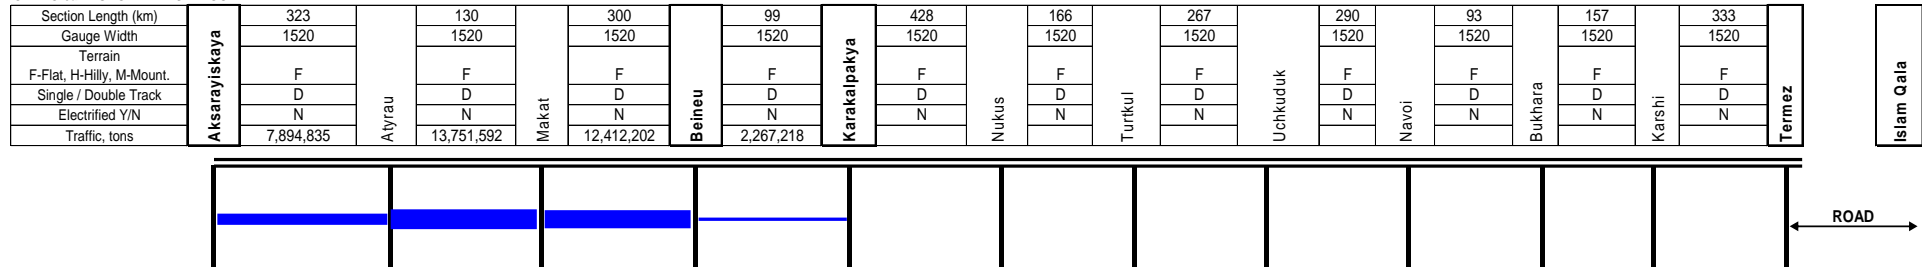 Section Length (km) 323 130 300 99 428 166 267 290 93 157 333
Gauge Width 1520 1520 1520 1520 1520 1520 1520 1520 1520 1520 1520
Terrain
F-Flat, H-Hilly, M-Mount. F F F F F F F F F F F
Single / Double Track D D D D D D D D D D D
Electrified Y/N N N N N N N N N N N N
Traffic, tons 7,894,835 13,751,592 12,412,202 2,267,218
Aksarayiskaya
Atyrau
Makat
Beineu
Karakalpakya
Nukus
Turtkul
Uchkuduk
Navoi
Bukhara
Karshi
Termez
Islam Qala
ROAD